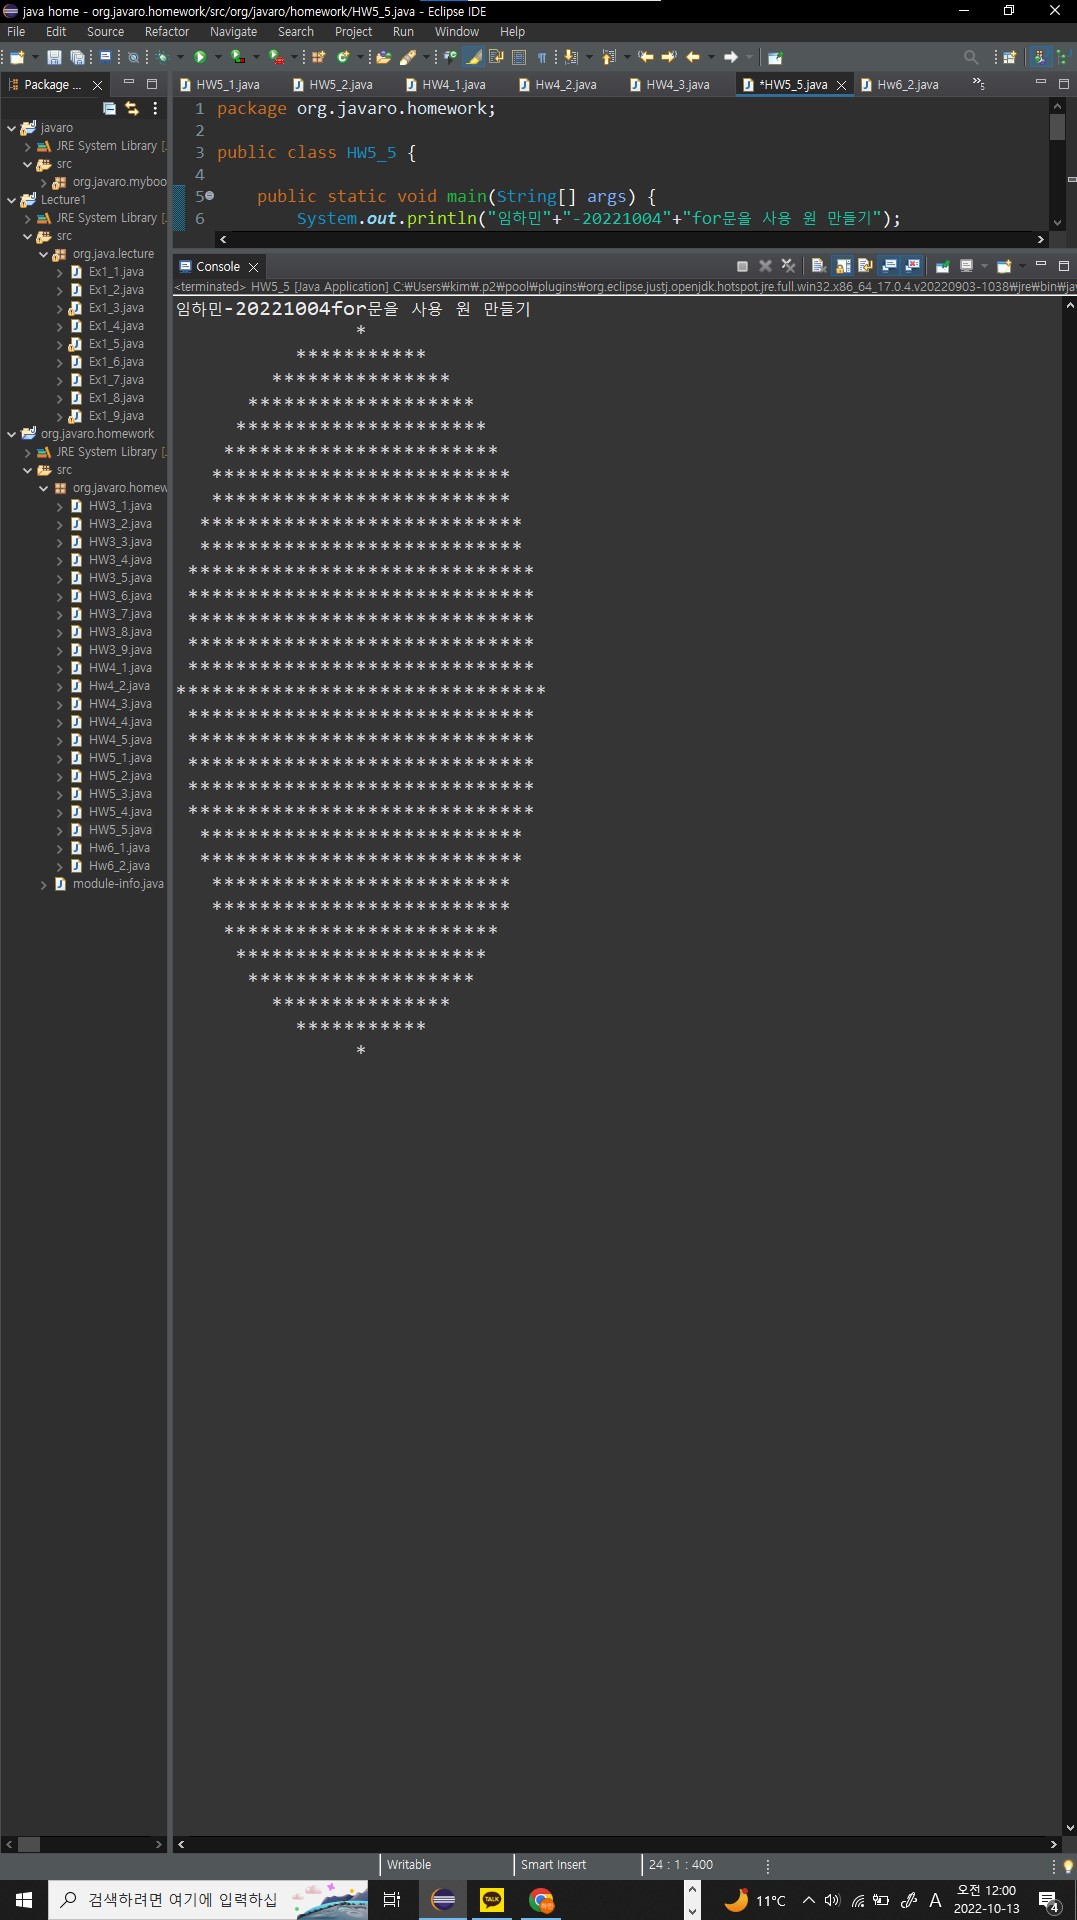 java home - org.javaro.homework/src/org/javaro/homework/HW5_5.java - Eclipse IDE
File Edit Source Refactor Navigate Search Project Run Window Help
Package ...
HW5_1.java HW5_2.java HW4_1.java Hw4_2.java HW4_3.java *HW5_5.java Hw6_2.java »5
javaro
JRE System Library [.
src
org.javaro.myboo
Lecture1
JRE System Library [.
src
org.java.lecture
Ex1_1.java
Ex1_2.java
Ex1_3.java
Ex1_4.java
Ex1_5.java
Ex1_6.java
Ex1_7.java
Ex1_8.java
Ex1_9.java
org.javaro.homework
JRE System Library [.
src
org.javaro.homew
HW3_1.java
HW3_2.java
HW3_3.java
HW3_4.java
HW3_5.java
HW3_6.java
HW3_7.java
HW3_8.java
HW3_9.java
HW4_1.java
Hw4_2.java
HW4_3.java
HW4_4.java
HW4_5.java
HW5_1.java
HW5_2.java
HW5_3.java
HW5_4.java
HW5_5.java
Hw6_1.java
Hw6_2.java
module-info.java
1 package org.javaro.homework;
2
3 public class HW5_5 {
4
5 public static void main(String[] args) {
6 System.out.println("임하민"+"-20221004"+"for문을 사용 원 만들기");
Console
<terminated> HW5_5 [Java Application] C:₩Users₩kim₩.p2₩pool₩plugins₩org.eclipse.justj.openjdk.hotspot.jre.full.win32.x86_64_17.0.4.v20220903-1038₩jre₩bin₩ja
임하민-20221004for문을 사용 원 만들기
*
***********
***************
*******************
*********************
***********************
*************************
*************************
***************************
***************************
*****************************
*****************************
*****************************
*****************************
*****************************
*******************************
*****************************
*****************************
*****************************
*****************************
*****************************
***************************
***************************
*************************
*************************
***********************
*********************
*******************
***************
***********
*
Writable Smart Insert 24 : 1 : 400
검색하려면 여기에 입력하십
TALK
11°C A 오전 12:00
2022-10-13
4